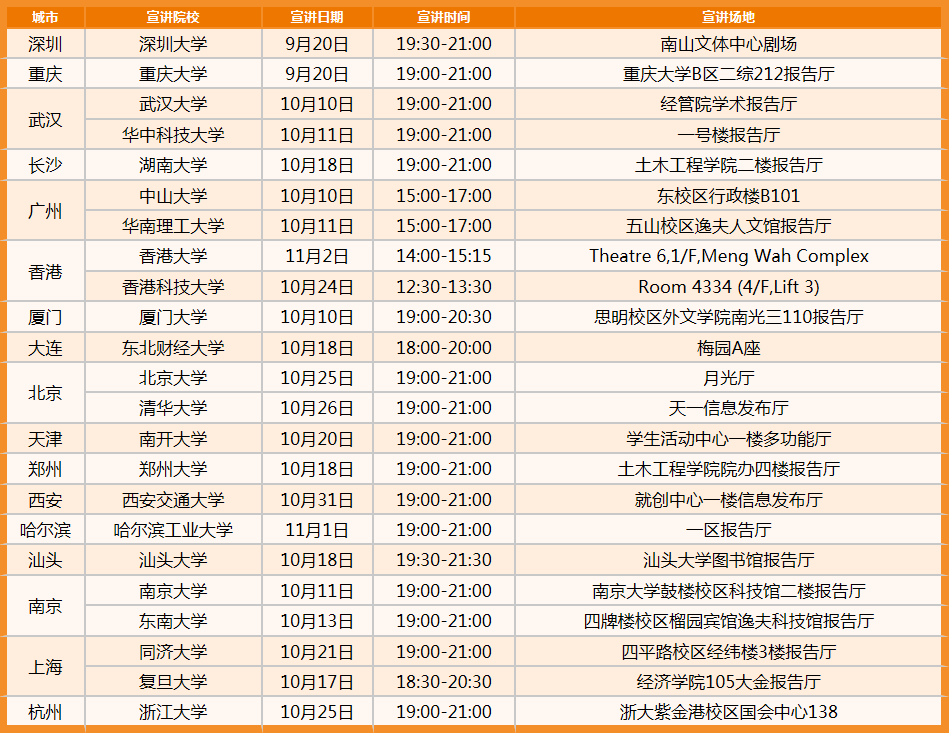 城市 宣讲院校 宣讲日期 宣讲时间 宣讲场地
深圳 深圳大学 9月20日 19:30-21:00 南山文体中心剧场
重庆 重庆大学 9月20日 19:00-21:00 重庆大学B区二综212报告厅
武汉 武汉大学 10月10日 19:00-21:00 经管院学术报告厅
华中科技大学 10月11日 19:00-21:00 一号楼报告厅
长沙 湖南大学 10月18日 19:00-21:00 土木工程学院二楼报告厅
广州 中山大学 10月10日 15:00-17:00 东校区行政楼B101
华南理工大学 10月11日 15:00-17:00 五山校区逸夫人文馆报告厅
香港 香港大学 11月2日 14:00-15:15 Theatre 6,1/F,Meng Wah Complex
香港科技大学 10月24日 12:30-13:30 Room 4334 (4/F,Lift 3)
厦门 厦门大学 10月10日 19:00-20:30 思明校区外文学院南光三110报告厅
大连 东北财经大学 10月18日 18:00-20:00 梅园A座
北京 北京大学 10月25日 19:00-21:00 月光厅
清华大学 10月26日 19:00-21:00 天一信息发布厅
天津 南开大学 10月20日 19:00-21:00 学生活动中心一楼多功能厅
郑州 郑州大学 10月18日 19:00-21:00 土木工程学院院办四楼报告厅
西安 西安交通大学 10月31日 19:00-21:00 就创中心一楼信息发布厅
哈尔滨 哈尔滨工业大学 11月1日 19:00-21:00 一区报告厅
汕头 汕头大学 10月18日 19:30-21:30 汕头大学图书馆报告厅
南京 南京大学 10月11日 19:00-21:00 南京大学鼓楼校区科技馆二楼报告厅
东南大学 10月13日 19:00-21:00 四牌楼校区榴园宾馆逸夫科技馆报告厅
上海 同济大学 10月21日 19:00-21:00 四平路校区经纬楼3楼报告厅
复旦大学 10月17日 18:30-20:30 经济学院105大金报告厅
杭州 浙江大学 10月25日 19:00-21:00 浙大紫金港校区国会中心138